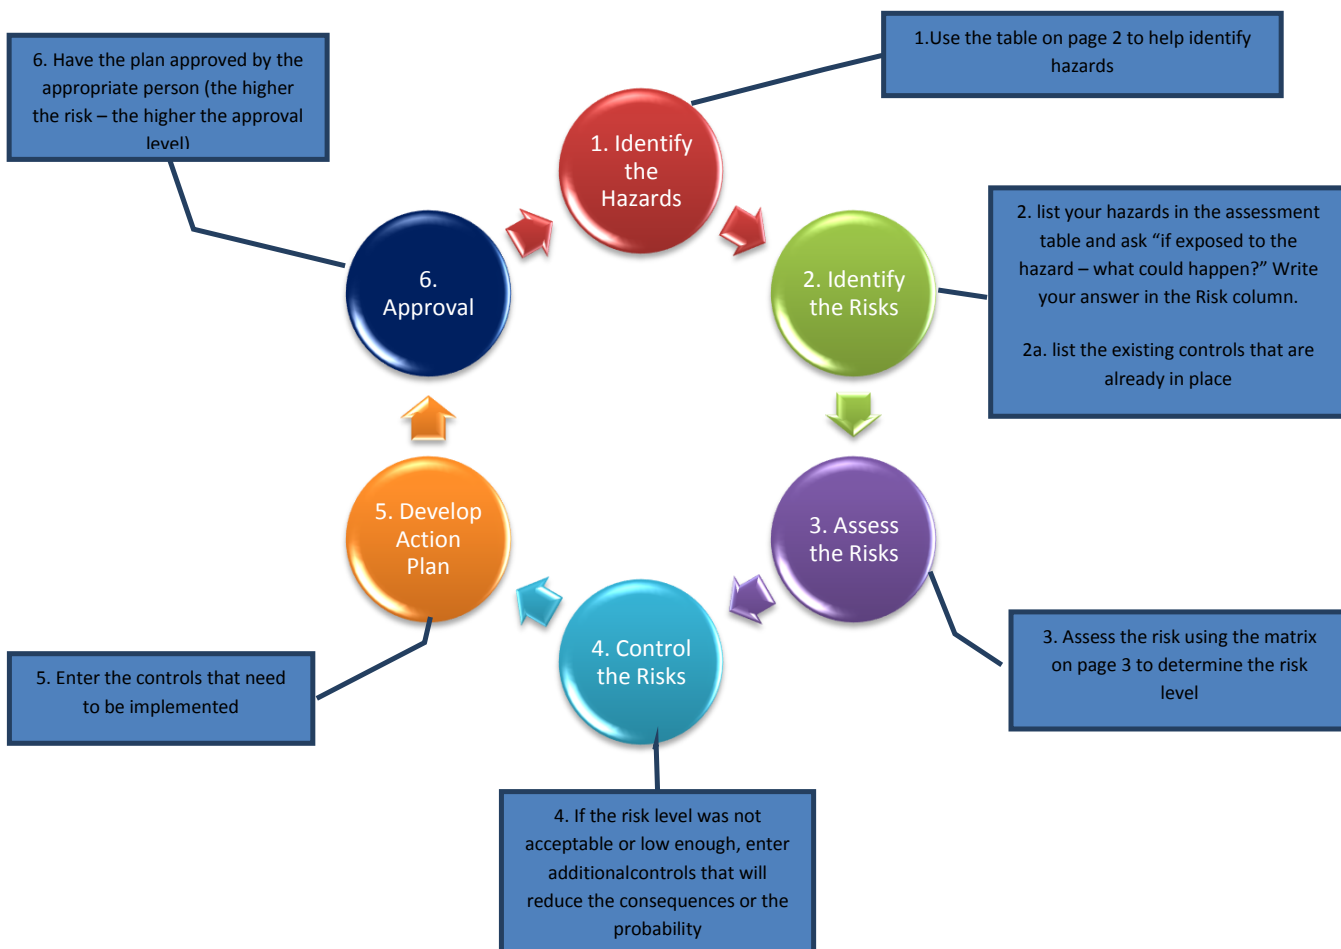 1.Use the table on page 2 to help identify
hazards
6. Have the plan approved by the
appropriate person (the higher
the risk – the higher the approval
level)
1. Identify
the
Hazards
2. list your hazards in the assessment
table and ask “if exposed to the
hazard – what could happen?” Write
your answer in the Risk column.
2a. list the existing controls that are
already in place
2. Identify
the Risks
6.
Approval
3. Assess
the Risks
5. Develop
Action
Plan
4. Control
the Risks
3. Assess the risk using the matrix
on page 3 to determine the risk
level
5. Enter the controls that need
to be implemented
4. If the risk level was not
acceptable or low enough, enter
additionalcontrols that will
reduce the consequences or the
probability